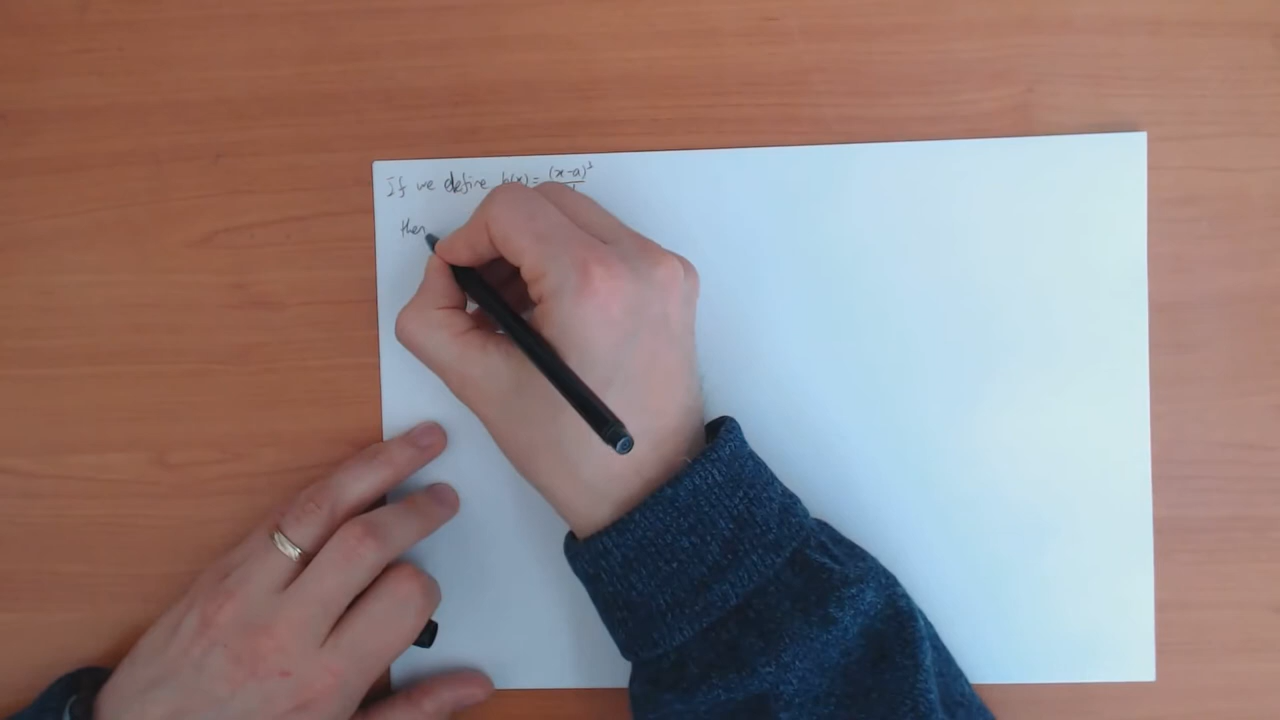 If we define h(x) = (x-a)³
then